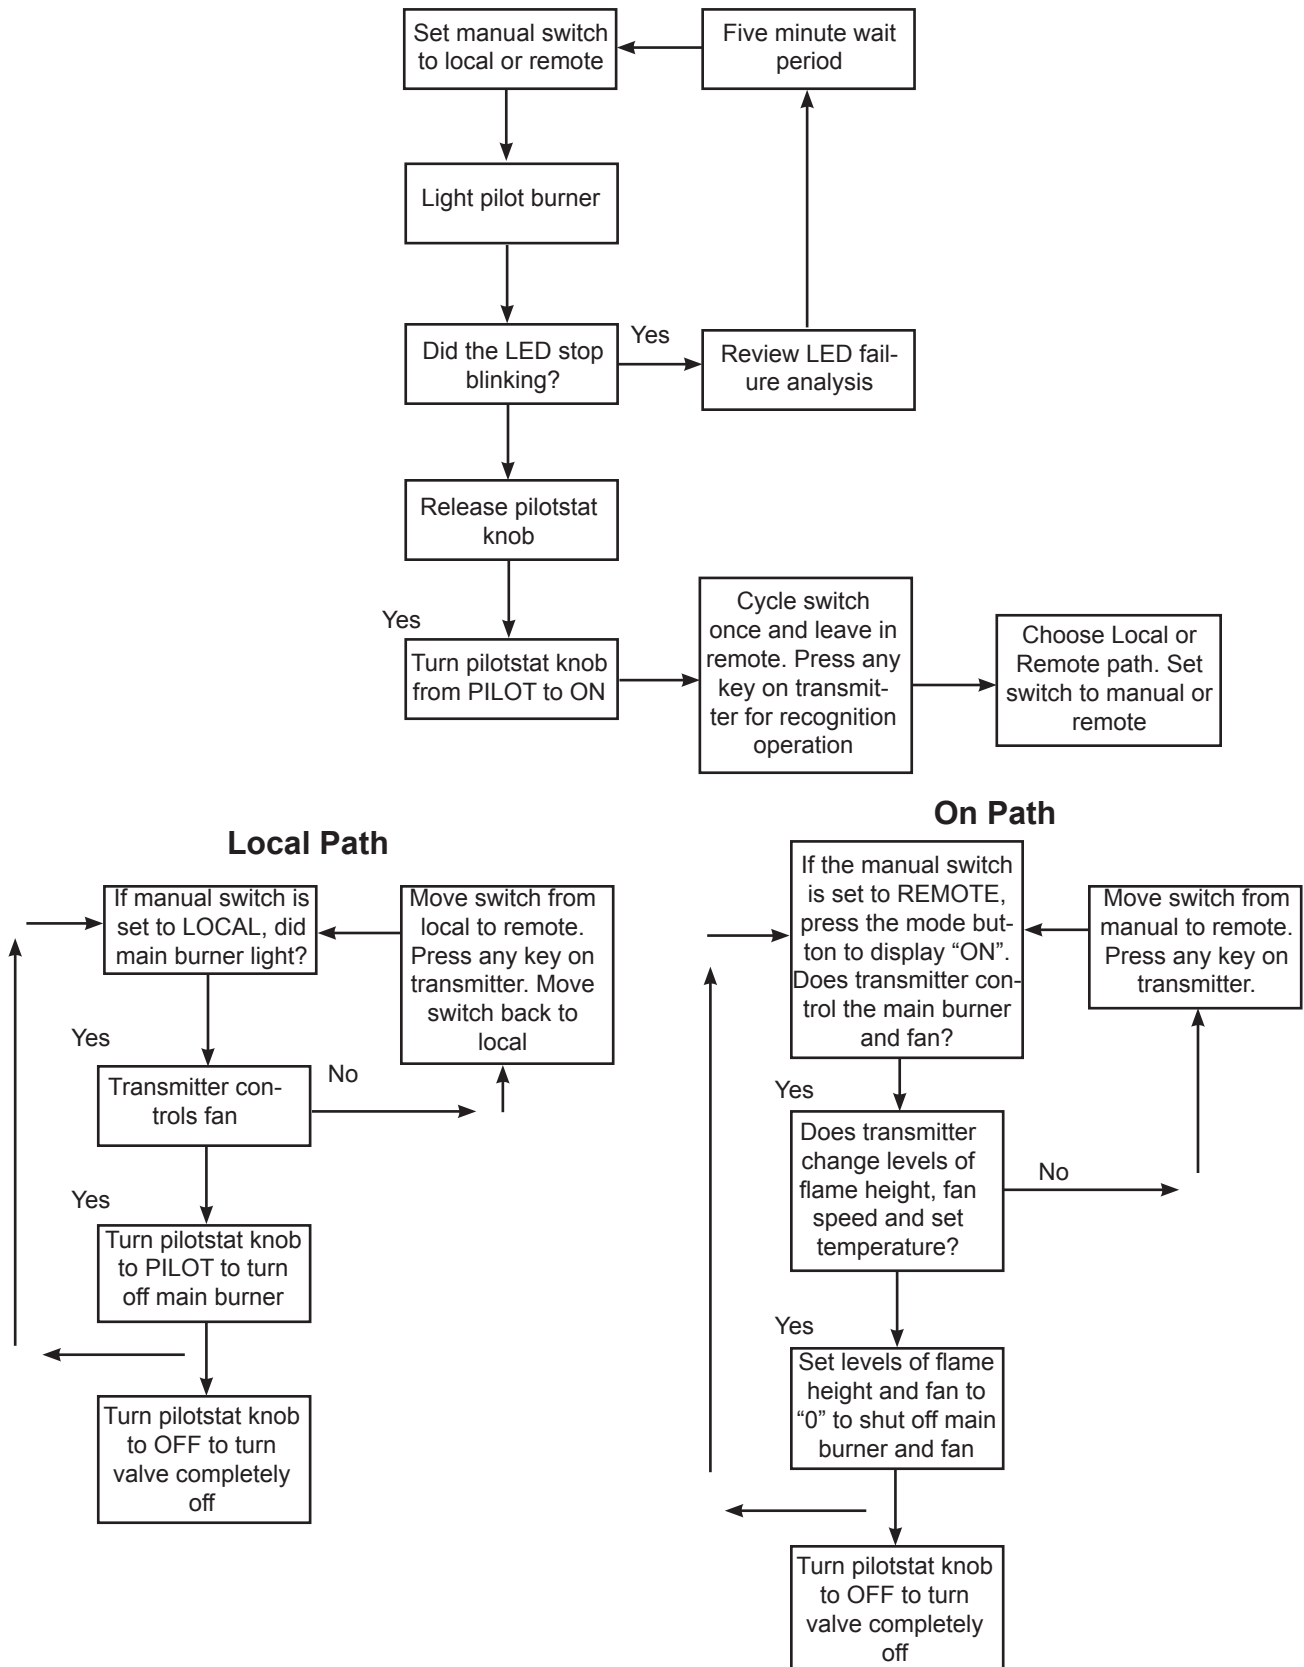 Set manual switch
to local or remote
Five minute wait
period
Light pilot burner
Did the LED stop
blinking?
Yes
Review LED fail-
ure analysis
Release pilotstat
knob
Yes
Turn pilotstat knob
from PILOT to ON
Cycle switch
once and leave in
remote. Press any
key on transmit-
ter for recognition
operation
Choose Local or
Remote path. Set
switch to manual or
remote
Local Path
If manual switch is
set to LOCAL, did
main burner light?
Move switch from
local to remote.
Press any key on
transmitter. Move
switch back to
local
Yes
Transmitter con-
trols fan
No
Yes
Turn pilotstat knob
to PILOT to turn
off main burner
Turn pilotstat knob
to OFF to turn
valve completely
off
On Path
If the manual switch
is set to REMOTE,
press the mode but-
ton to display “ON”.
Does transmitter con-
trol the main burner
and fan?
Move switch from
manual to remote.
Press any key on
transmitter.
Yes
Does transmitter
change levels of
flame height, fan
speed and set
temperature?
No
Yes
Set levels of flame
height and fan to
“0” to shut off main
burner and fan
Turn pilotstat knob
to OFF to turn
valve completely
off